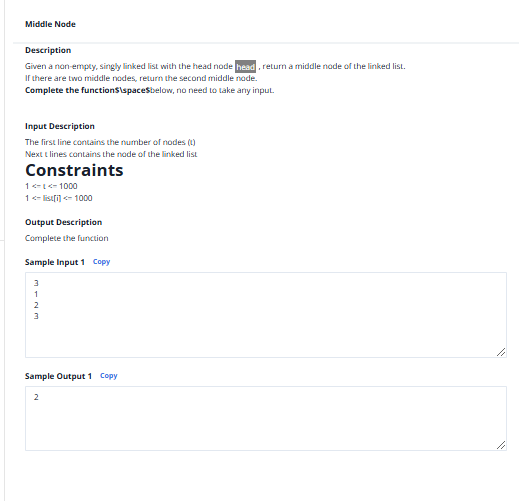 Middle Node
Description
Given a non-empty, singly linked list with the head node head , return a middle node of the linked list.
If there are two middle nodes, return the second middle node.
Complete the function$\space$below, no need to take any input.
Input Description
The first line contains the number of nodes (t)
Next t lines contains the node of the linked list
Constraints
1 <= t <= 1000
1 <= list[i] <= 1000
Output Description
Complete the function
Sample Input 1 Copy
3
1
2
3
Sample Output 1 Copy
2